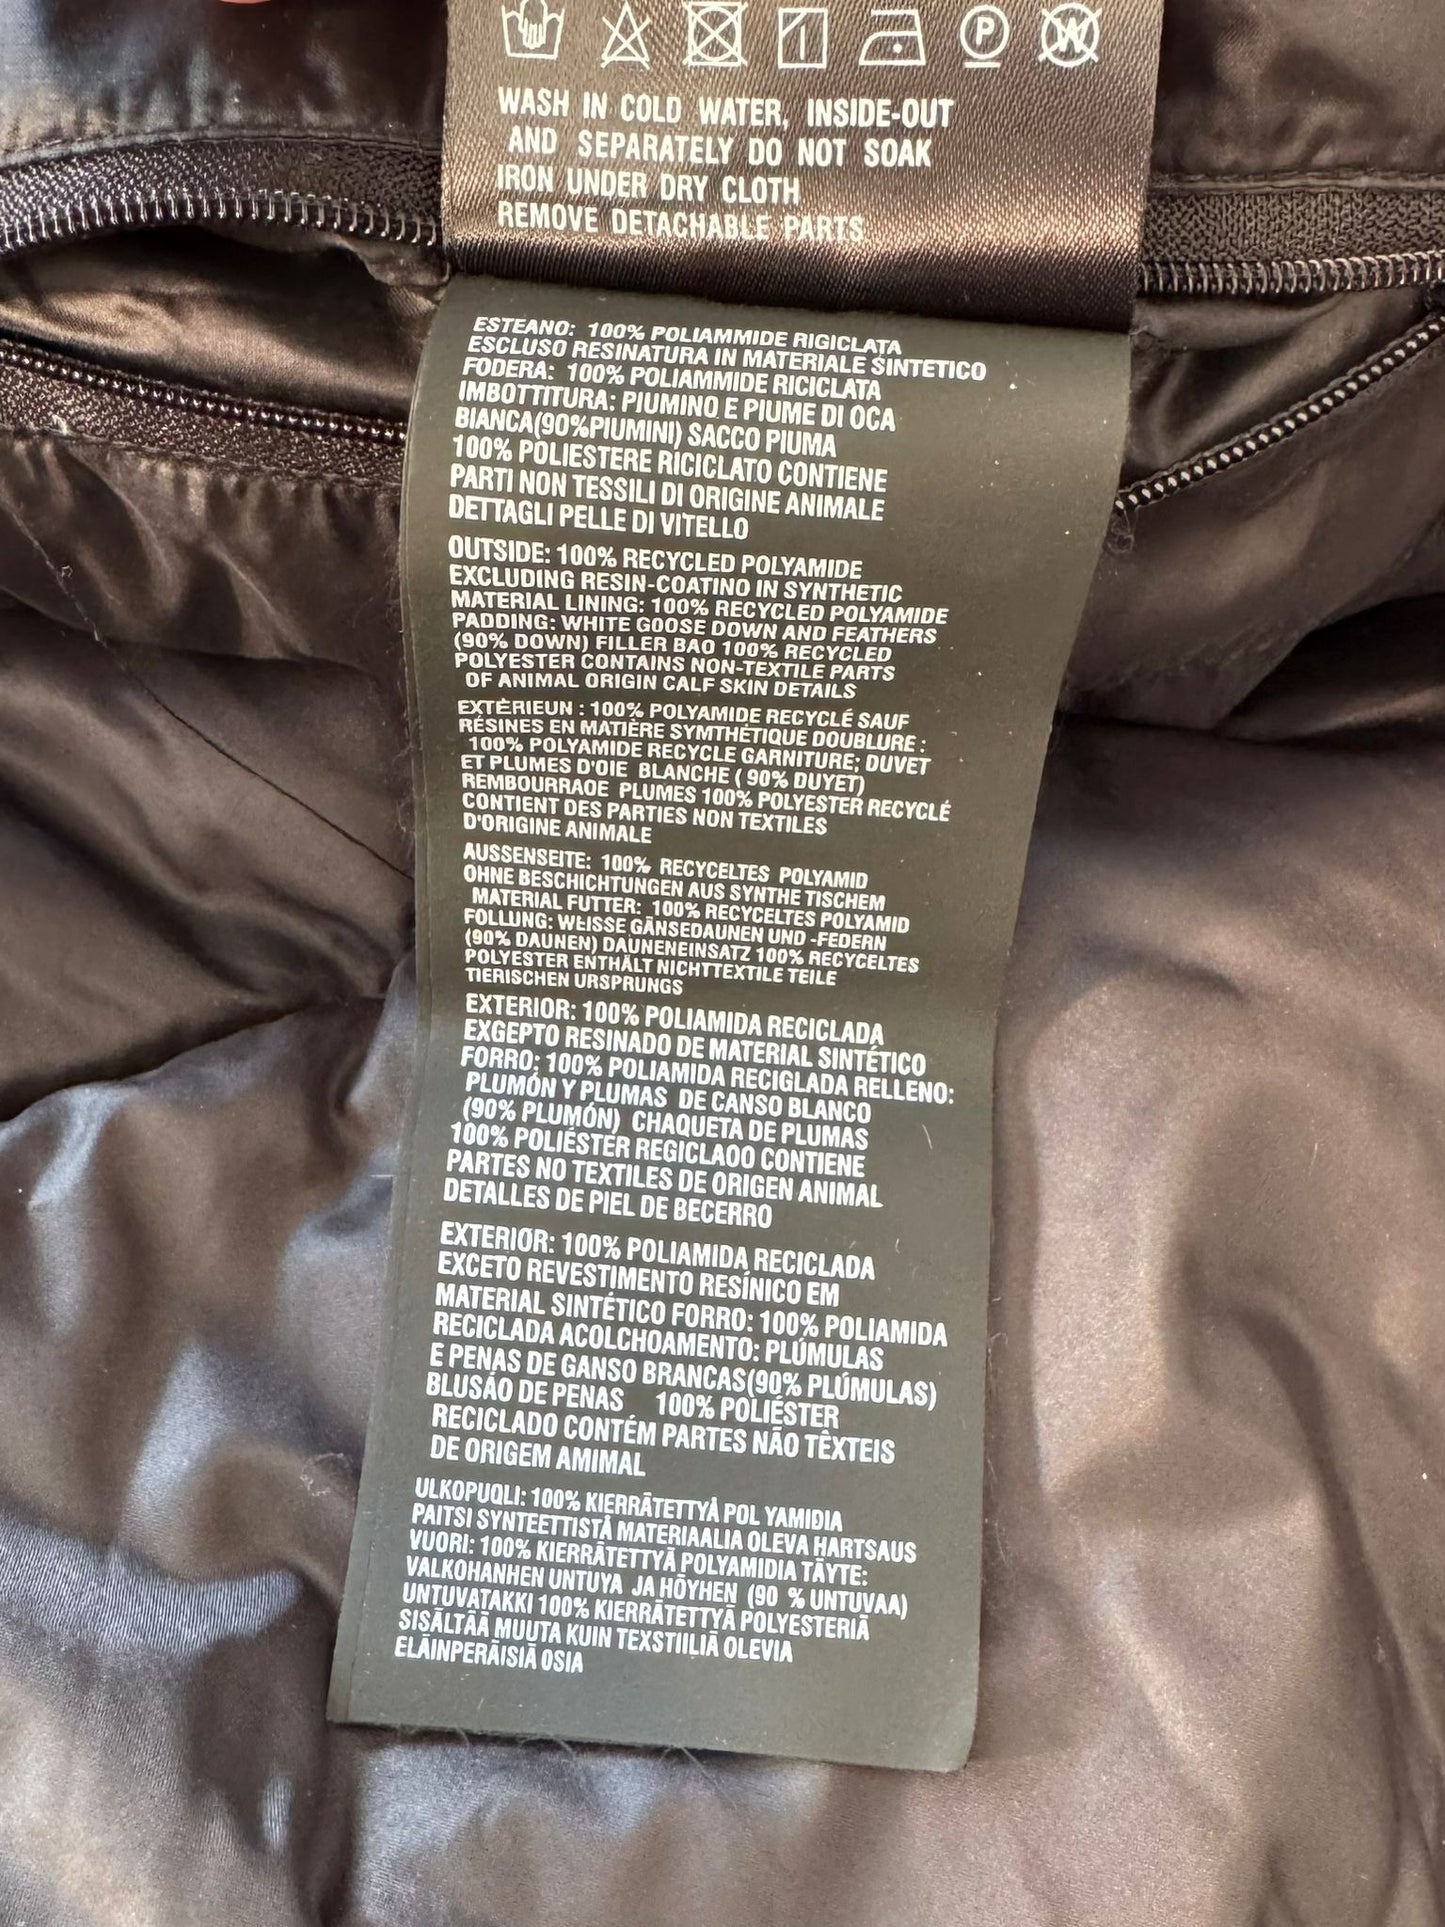 P
W
WASH IN COLD WATER, INSIDE-OUT
AND SEPARATELY DO NOT SOAK
IRON UNDER DRY CLOTH
REMOVE DETACHABLE PARTS
ESTEANO: 100% POLIAMMIDE RIGICLATA
ESCLUSO RESINATURA IN MATERIALE SINTETICO
FODERA: 100% POLIAMMIDE RICICLATA
IMBOTTITURA: PIUMINO E PIUME DI OCA
BIANCA(90%PIUMINI) SACCO PIUMA
100% POLIESTERE RICICLATO CONTIENE
PARTI NON TESSILI DI ORIGINE ANIMALE
DETTAGLI PELLE DI VITELLO
OUTSIDE: 100% RECYCLED POLYAMIDE
EXCLUDING RESIN-COATINO IN SYNTHETIC
MATERIAL LINING: 100% RECYCLED POLYAMIDE
PADDING: WHITE GOOSE DOWN AND FEATHERS
(90% DOWN) FILLER BAO 100% RECYCLED
POLYESTER CONTAINS NON-TEXTILE PARTS
OF ANIMAL ORIGIN CALF SKIN DETAILS
EXTÈRIEUN : 100% POLYAMIDE RECYCLÉ SAUF
RÉSINES EN MATIÈRE SYMTHÉTIQUE DOUBLURE :
100% POLYAMIDE RECYCLE GARNITURE; DUVET
ET PLUMES D'OIE BLANCHE ( 90% DUYET)
REMBOURRAOE PLUMES 100% POLYESTER RECYCLÉ
CONTIENT DES PARTIES NON TEXTILES
D'ORIGINE ANIMALE
AUSSENSEITE: 100% RECYCELTES POLYAMID
OHNE BESCHICHTUNGEN AUS SYNTHE TISCHEM
MATERIAL FUTTER: 100% RECYCELTES POLYAMID
FOLLUNG: WEISSE GÄNSEDAUNEN UND -FEDERN
(90% DAUNEN) DAUNENEINSATZ 100% RECYCELTES
POLYESTER ENTHÄLT NICHTTEXTILE TEILE
TIERISCHEN URSPRUNGS
EXTERIOR: 100% POLIAMIDA RECICLADA
EXGEPTO RESINADO DE MATERIAL SINTÉTICO
FORRO: 100% POLIAMIDA RECIGLADA RELLENO:
PLUMÓN Y PLUMAS DE CANSO BLANCO
(90% PLUMÓN) CHAQUETA DE PLUMAS
100% POLIÉSTER REGICLAOO CONTIENE
PARTES NO TEXTILES DE ORIGEN ANIMAL
DETALLES DE PIEL DE BECERRO
EXTERIOR: 100% POLIAMIDA RECICLADA
EXCETO REVESTIMENTO RESÍNICO EM
MATERIAL SINTÉTICO FORRO: 100% POLIAMIDA
RECICLADA ACOLCHOAMENTO: PLÚMULAS
E PENAS DE GANSO BRANCAS(90% PLÚMULAS)
BLUSÃO DE PENAS 100% POLIÉSTER
RECICLADO CONTÉM PARTES NÃO TÊXTEIS
DE ORIGEM AMIMAL
ULKOPUOLI: 100% KIERRÄTETTYÅ POL YAMIDIA
PAITSI SYNTEETTISTÄ MATERIAALIA OLEVA HARTSAUS
VUORI: 100% KIERRÄTETTYÄ POLYAMIDIA TÄYTE:
VALKOHANHEN UNTUYA JA HÖYHEN (90 % UNTUVAA)
UNTUVATAKKI 100% KIERRÄTETTYÄ POLYESTERIÄ
SISÄLTÄÄ MUUTA KUIN TEXSTIILIÄ OLEVIA
ELÄINPERÄISIÄ OSIA